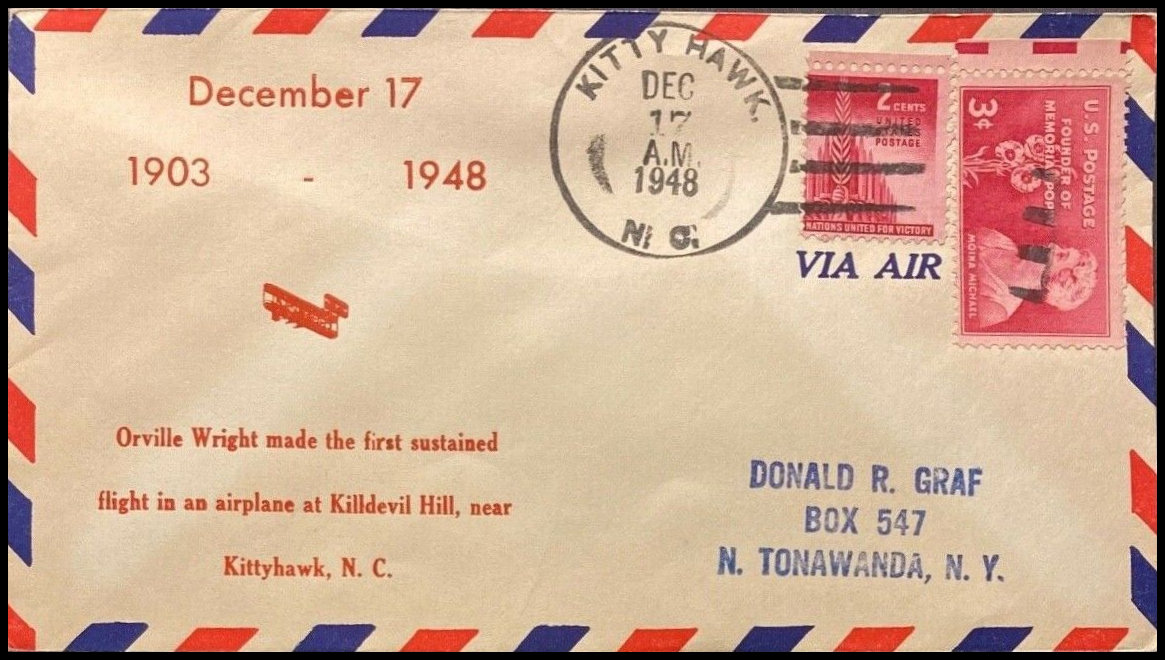 December 17
1903 - 1948
Orville Wright made the first sustained
flight in an airplane at Killdevil Hill, near
Kittyhawk, N. C.
KITTY HAWK,
DEC
17
A.M.
1948
N. C.
2 CENTS
UNITED
STATES
POSTAGE
NATIONS UNITED FOR VICTORY
VIA AIR
U.S. POSTAGE
FOUNDER OF
MEMORIAL POPPY
3¢
MOINA MICHAEL
DONALD R. GRAF
BOX 547
N. TONAWANDA, N. Y.